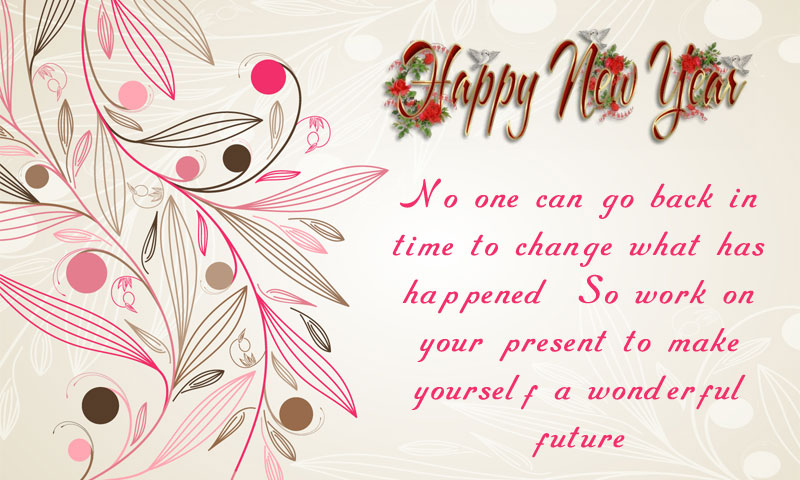 Happy New Year
No one can go back in
time to change what has
happened So work on
your present to make
yourself a wonderful
future